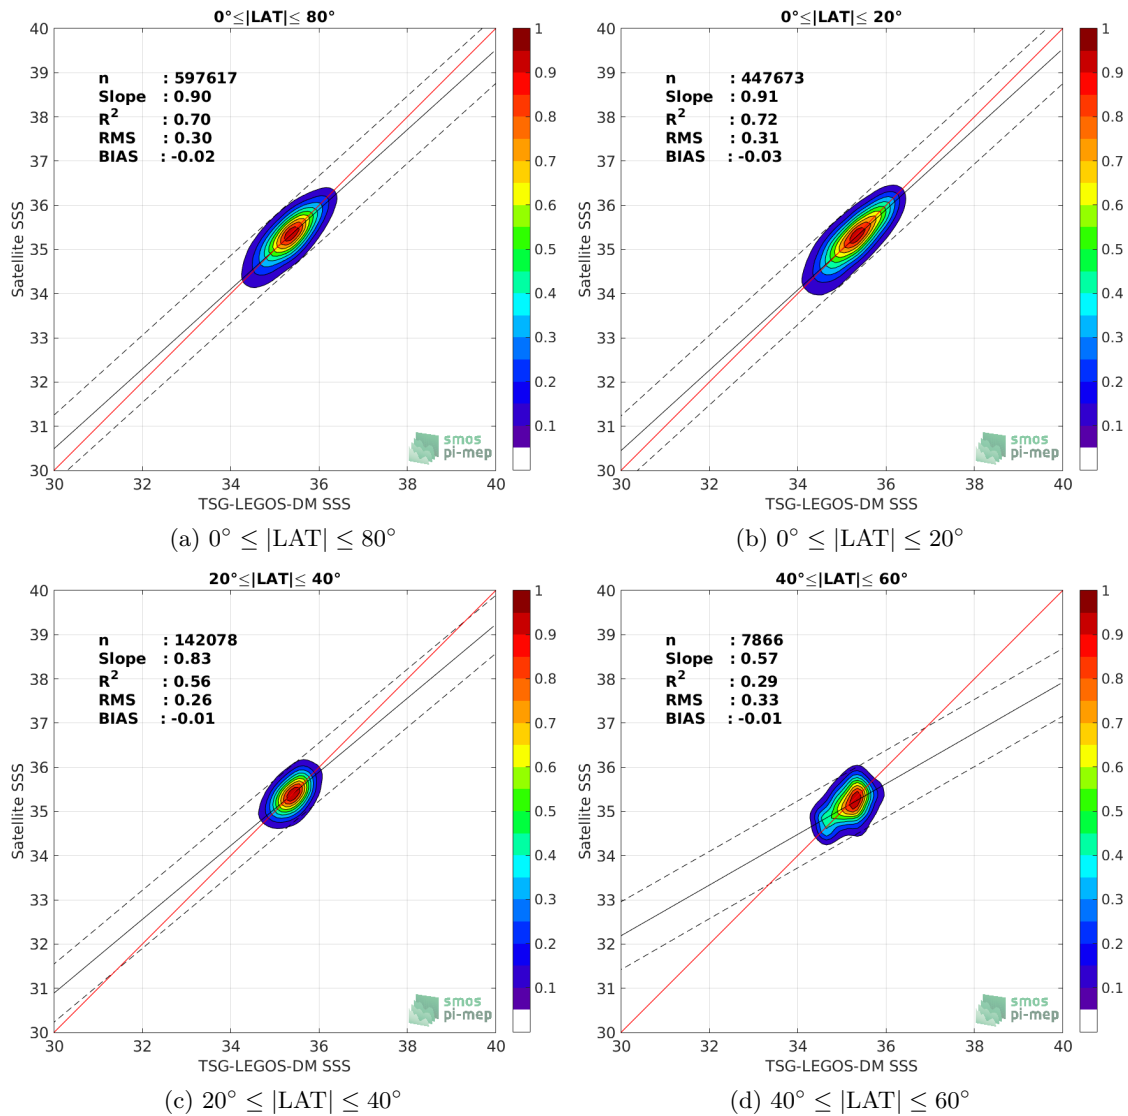 0°≤|LAT|≤ 80°
n : 597617
Slope : 0.90
R² : 0.70
RMS : 0.30
BIAS : -0.02
Satellite SSS
40
39
38
37
36
35
34
33
32
31
30
30 32 34 36 38 40
TSG-LEGOS-DM SSS
1
0.9
0.8
0.7
0.6
0.5
0.4
0.3
0.2
0.1
smos
pi-mep
(a) 0° ≤ |LAT| ≤ 80°
0°≤|LAT|≤ 20°
n : 447673
Slope : 0.91
R² : 0.72
RMS : 0.31
BIAS : -0.03
Satellite SSS
40
39
38
37
36
35
34
33
32
31
30
30 32 34 36 38 40
TSG-LEGOS-DM SSS
1
0.9
0.8
0.7
0.6
0.5
0.4
0.3
0.2
0.1
smos
pi-mep
(b) 0° ≤ |LAT| ≤ 20°
20°≤|LAT|≤ 40°
n : 142078
Slope : 0.83
R² : 0.56
RMS : 0.26
BIAS : -0.01
Satellite SSS
40
39
38
37
36
35
34
33
32
31
30
30 32 34 36 38 40
TSG-LEGOS-DM SSS
1
0.9
0.8
0.7
0.6
0.5
0.4
0.3
0.2
0.1
smos
pi-mep
(c) 20° ≤ |LAT| ≤ 40°
40°≤|LAT|≤ 60°
n : 7866
Slope : 0.57
R² : 0.29
RMS : 0.33
BIAS : -0.01
Satellite SSS
40
39
38
37
36
35
34
33
32
31
30
30 32 34 36 38 40
TSG-LEGOS-DM SSS
1
0.9
0.8
0.7
0.6
0.5
0.4
0.3
0.2
0.1
smos
pi-mep
(d) 40° ≤ |LAT| ≤ 60°